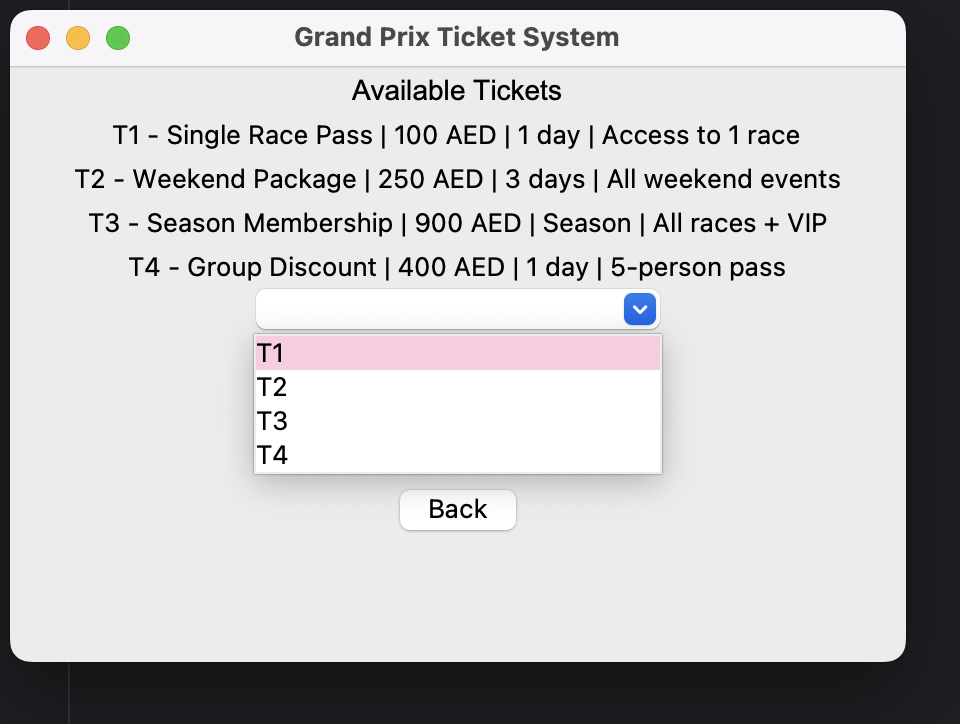 Grand Prix Ticket System
Available Tickets
T1 - Single Race Pass | 100 AED | 1 day | Access to 1 race
T2 - Weekend Package | 250 AED | 3 days | All weekend events
T3 - Season Membership | 900 AED | Season | All races + VIP
T4 - Group Discount | 400 AED | 1 day | 5-person pass
T1
T2
T3
T4
Back